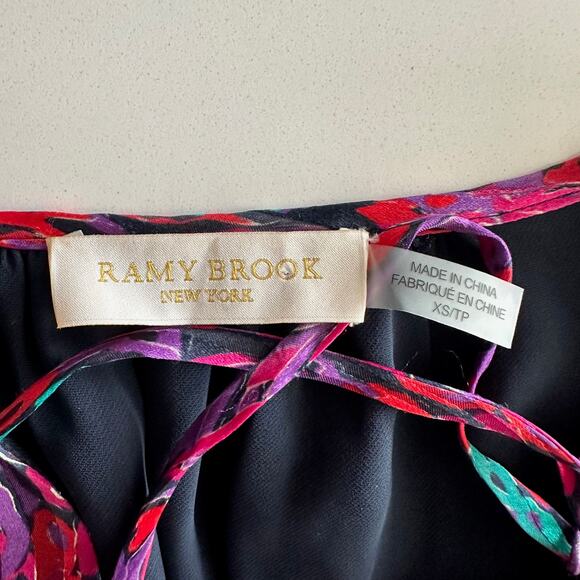 RAMY BROOK
NEW YORK
MADE IN CHINA
FABRIQUÉ EN CHINE
XS/TP